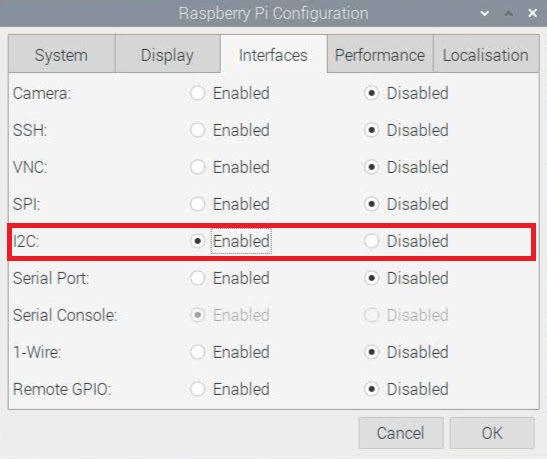 Raspberry Pi Configuration
System Display Interfaces Performance Localisation
Camera: Enabled Disabled
SSH: Enabled Disabled
VNC: Enabled Disabled
SPI: Enabled Disabled
I2C: Enabled Disabled
Serial Port: Enabled Disabled
Serial Console: Enabled Disabled
1-Wire: Enabled Disabled
Remote GPIO: Enabled Disabled
Cancel OK